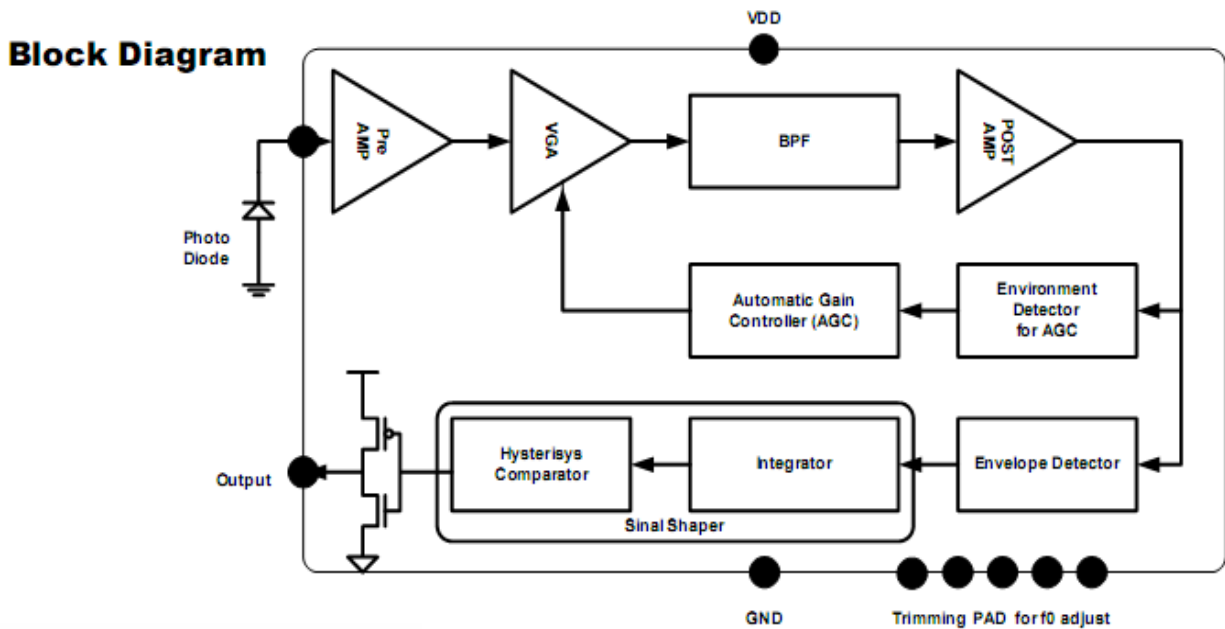 Block Diagram
VDD
Pre
AMP
VGA
BPF
POST
AMP
Photo
Diode
Automatic Gain
Controller (AGC)
Environment
Detector
for AGC
Output
Hysterisys
Comparator
Integrator
Envelope Detector
Sinal Shaper
GND
Trimming PAD for f0 adjust